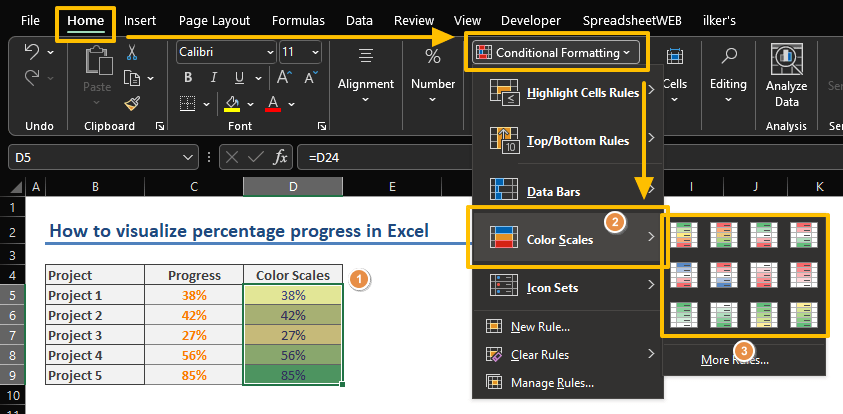 File Home Insert Page Layout Formulas Data Review View Developer SpreadsheetWEB ilker's
Calibri 11 Conditional Formatting
Paste B I U A A Alignment Number Cells Editing Analyze Data
Undo Clipboard Font Analysis
Highlight Cells Rules
Top/Bottom Rules
Data Bars
Color Scales
Icon Sets
New Rule...
Clear Rules
Manage Rules...
More Rules...
D5 fx =D24
A B C D E I J K
1
2 How to visualize percentage progress in Excel
3
4 Project Progress Color Scales
5 Project 1 38% 38%
6 Project 2 42% 42%
7 Project 3 27% 27%
8 Project 4 56% 56%
9 Project 5 85% 85%
10
1
2
3